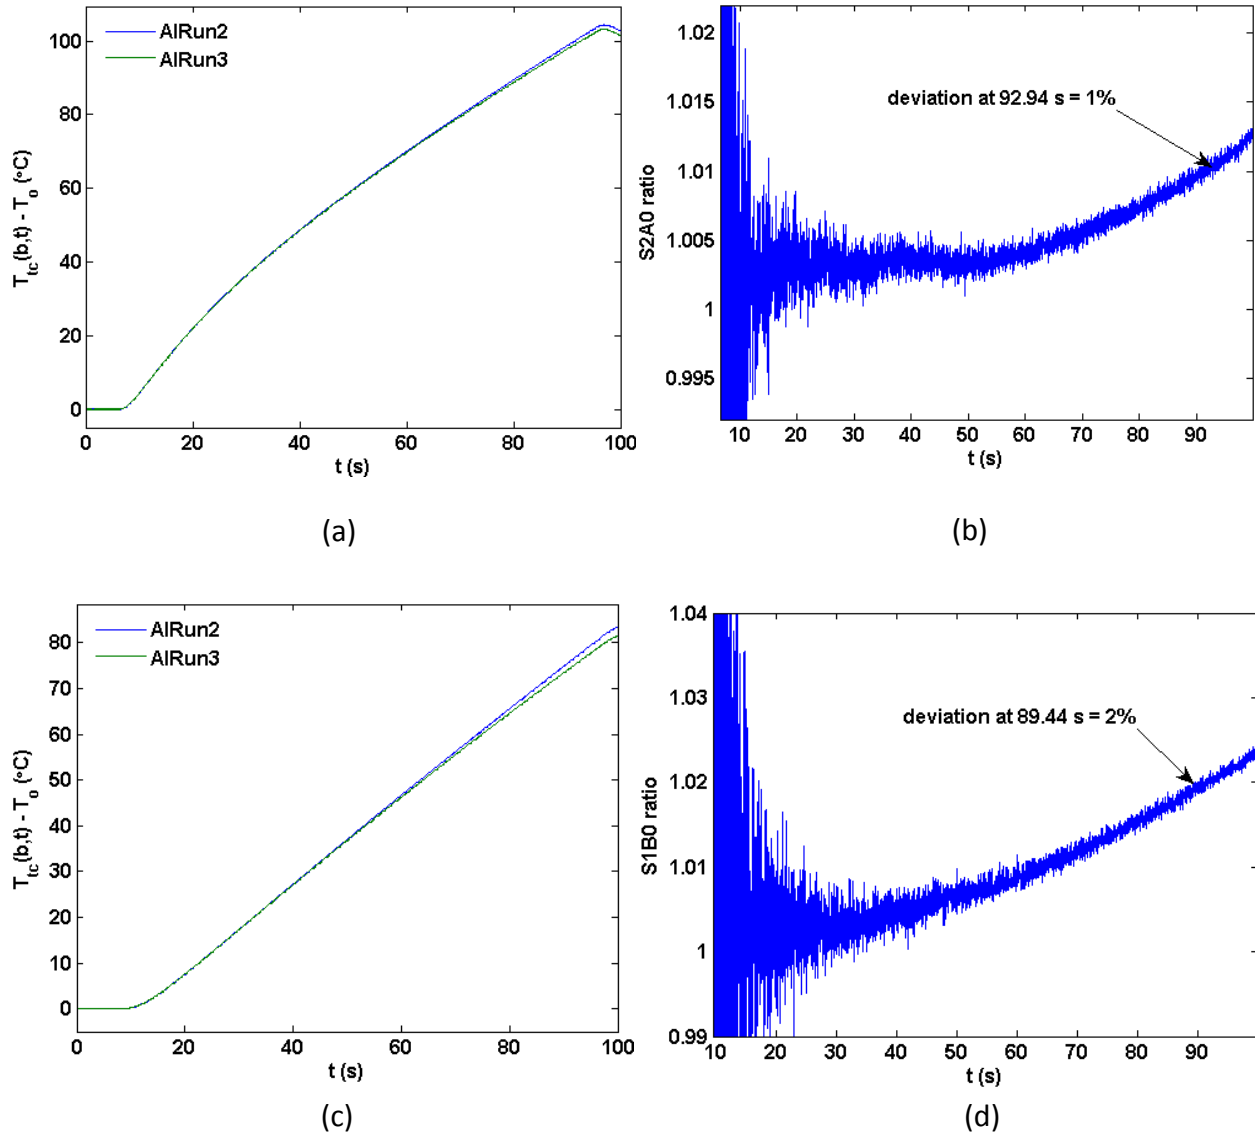 AlRun2
AlRun3
100
80
60
40
20
0
T_tc(b,t) - T_o (°C)
0 20 40 60 80 100
t (s)
(a)
1.02
1.015
1.01
1.005
1
0.995
S2A0 ratio
deviation at 92.94 s = 1%
10 20 30 40 50 60 70 80 90
t (s)
(b)
AlRun2
AlRun3
80
70
60
50
40
30
20
10
0
T_tc(b,t) - T_o (°C)
0 20 40 60 80 100
t (s)
(c)
1.04
1.03
1.02
1.01
1
0.99
S1B0 ratio
deviation at 89.44 s = 2%
10 20 30 40 50 60 70 80 90
t (s)
(d)